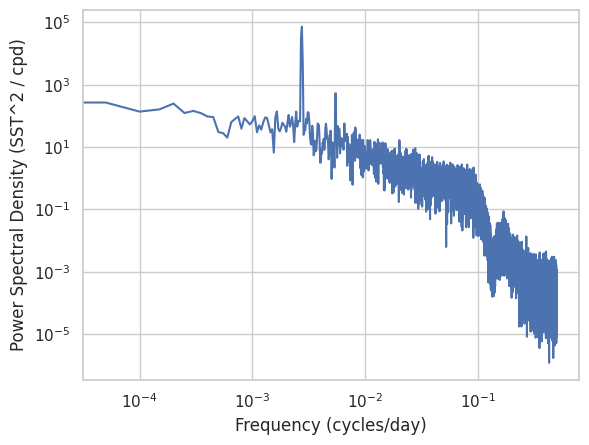 Power Spectral Density (SST^2 / cpd)
10^5
10^3
10^1
10^−1
10^−3
10^−5
10^−4 10^−3 10^−2 10^−1
Frequency (cycles/day)